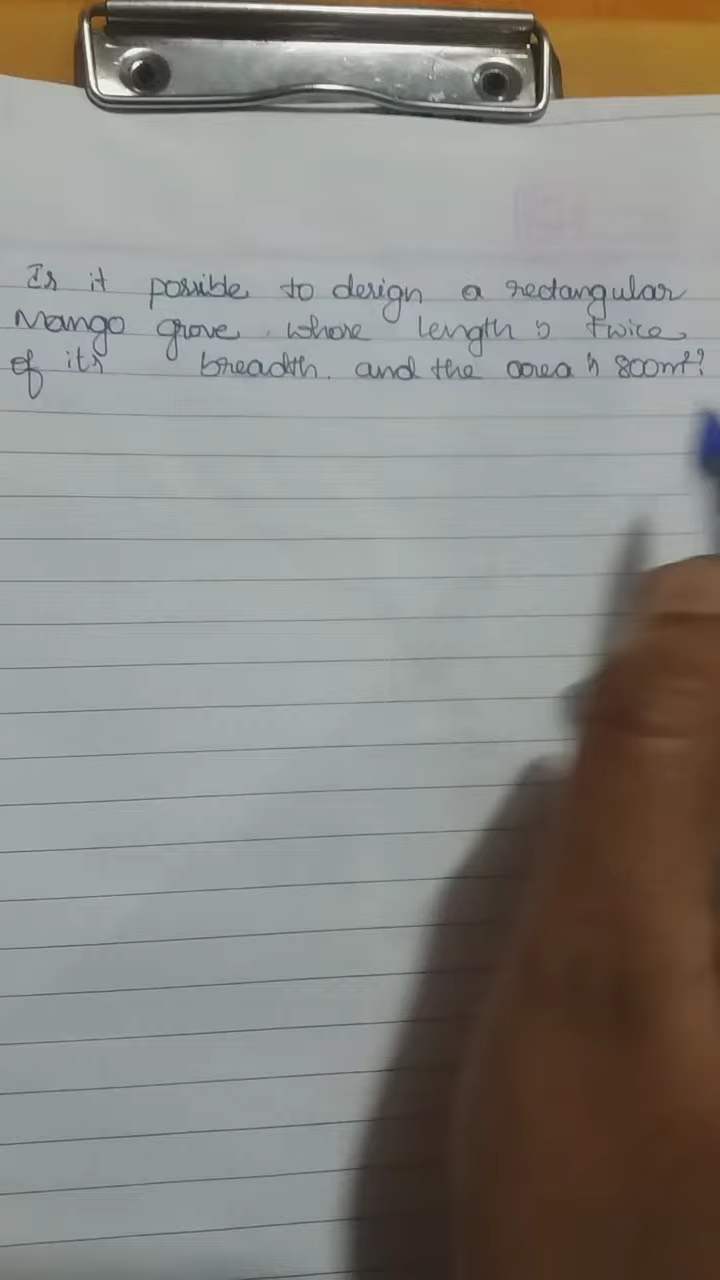 Is it possible to design a rectangular
Mango grove whose length is twice
of its breadth. and the area is 800m²?